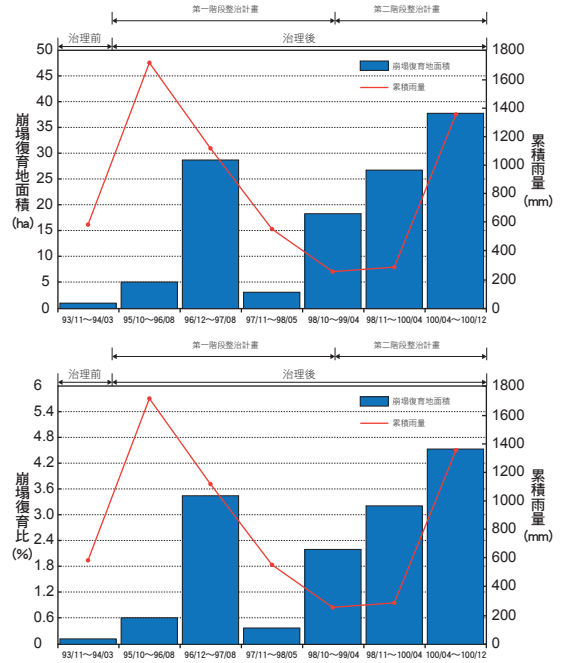 第一階段整治計畫 第二階段整治計畫
治理前 治理後
50 1800
45 1600
40 1400
35 1200
30 1000
25 800
20 600
15 400
10 200
5 0
0
崩塌復育地面積
(ha)
累積雨量
(mm)
崩塌復育地面積
累積雨量
93/11～94/03 95/10～96/08 96/12～97/08 97/11～98/05 98/10～99/04 98/11～100/04 100/04～100/12
第一階段整治計畫 第二階段整治計畫
治理前 治理後
6 1800
5.4 1600
4.8 1400
4.2 1200
3.6 1000
3.0 800
2.4 600
1.8 400
1.2 200
0.6 0
0
崩塌復育比
(%)
累積雨量
(mm)
崩塌復育地面積
累積雨量
93/11～94/03 95/10～96/08 96/12～97/08 97/11～98/05 98/10～99/04 98/11～100/04 100/04～100/12